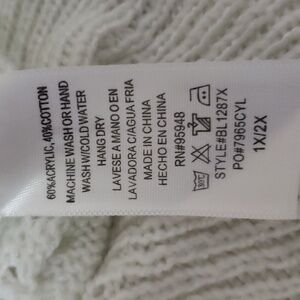 60% ACRYLIC, 40% COTTON
MACHINE WASH OR HAND
WASH W/COLD WATER
HANG DRY
LAVESE A MANO O EN
LAVADORA C/AGUA FRIA
MADE IN CHINA
HECHO EN CHINA
RN#95948
30°C
STYLE#BL1287X
PO#7965CYL
1X/2X